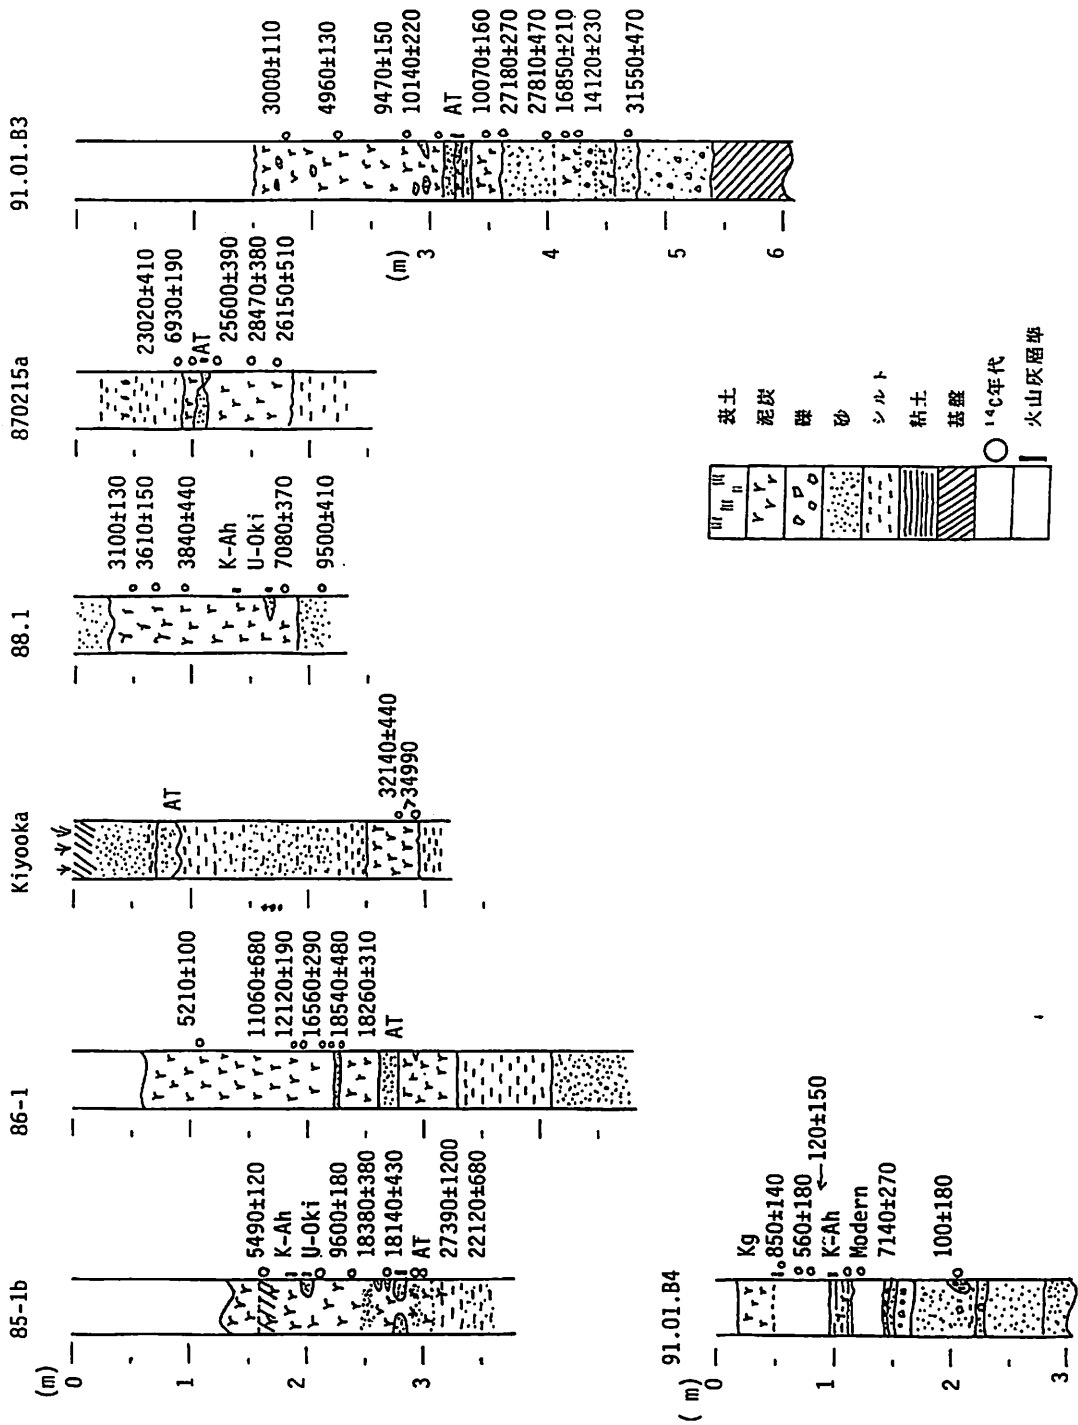 85-1b
(m)
0
1
2
3
5490±120
K-Ah
U-Oki
9600±180
18380±380
18140±430
AT
27390±1200
22120±680
86-1
5210±100
11060±680
12120±190
16560±290
18540±480
18260±310
AT
Kiyooka
AT
32140±440
>34990
88.1
3100±130
3610±150
3840±440
K-Ah
U-Oki
7080±370
9500±410
870215a
23020±410
6930±190
AT
25600±390
28470±380
26150±510
91.01.B3
(m)
3
4
5
6
3000±110
4960±130
9470±150
10140±220
AT
10070±160
27180±270
27810±470
16850±210
14120±230
31550±470
91.01.B4
(m)
0
1
2
3
Kg
850±140
560±180
←120±150
K-Ah
Modern
7140±270
100±180
表土
泥炭
礫
砂
シルト
粘土
基盤
¹⁴C年代
火山灰層準